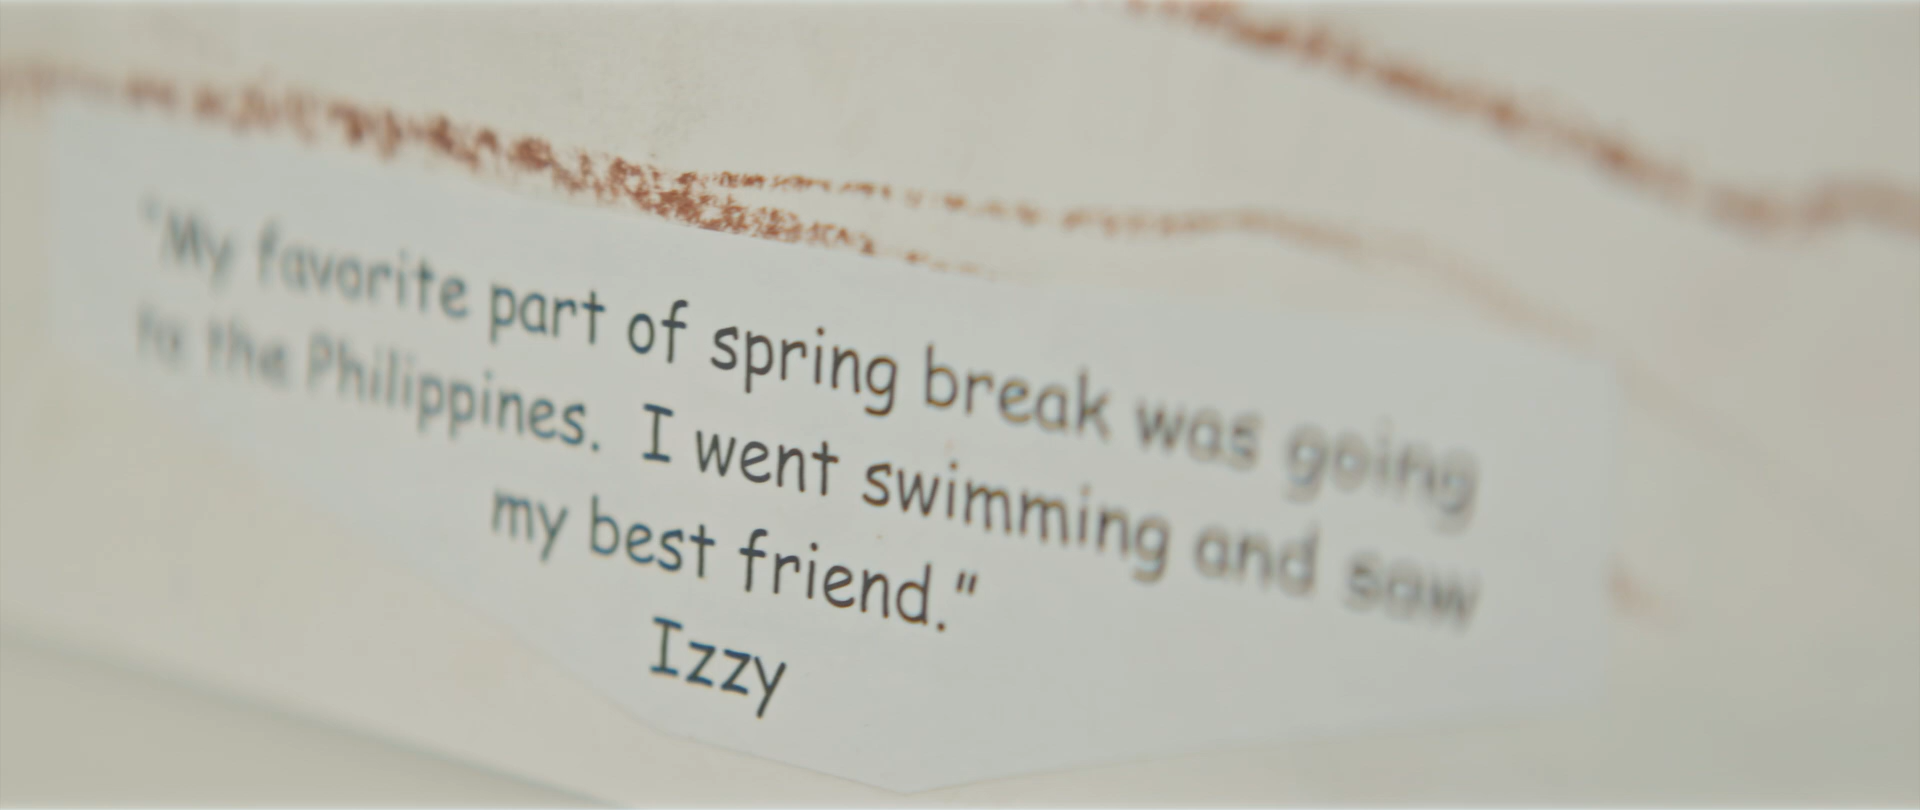 "My favorite part of spring break was going
to the Philippines. I went swimming and saw
my best friend."
Izzy